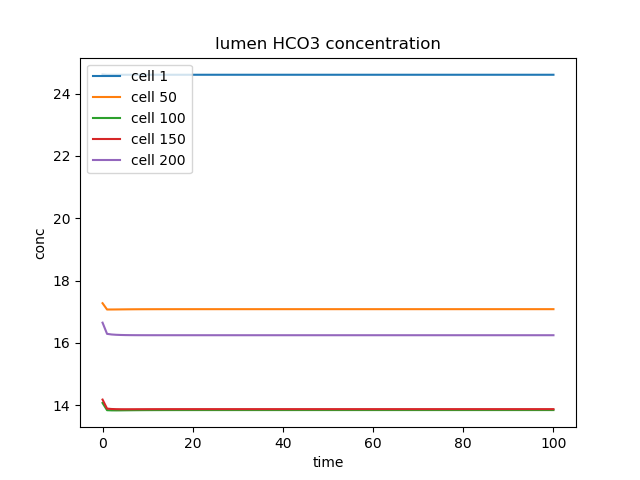 lumen HCO3 concentration
cell 1
cell 50
cell 100
cell 150
cell 200
conc
24
22
20
18
16
14
0 20 40 60 80 100
time